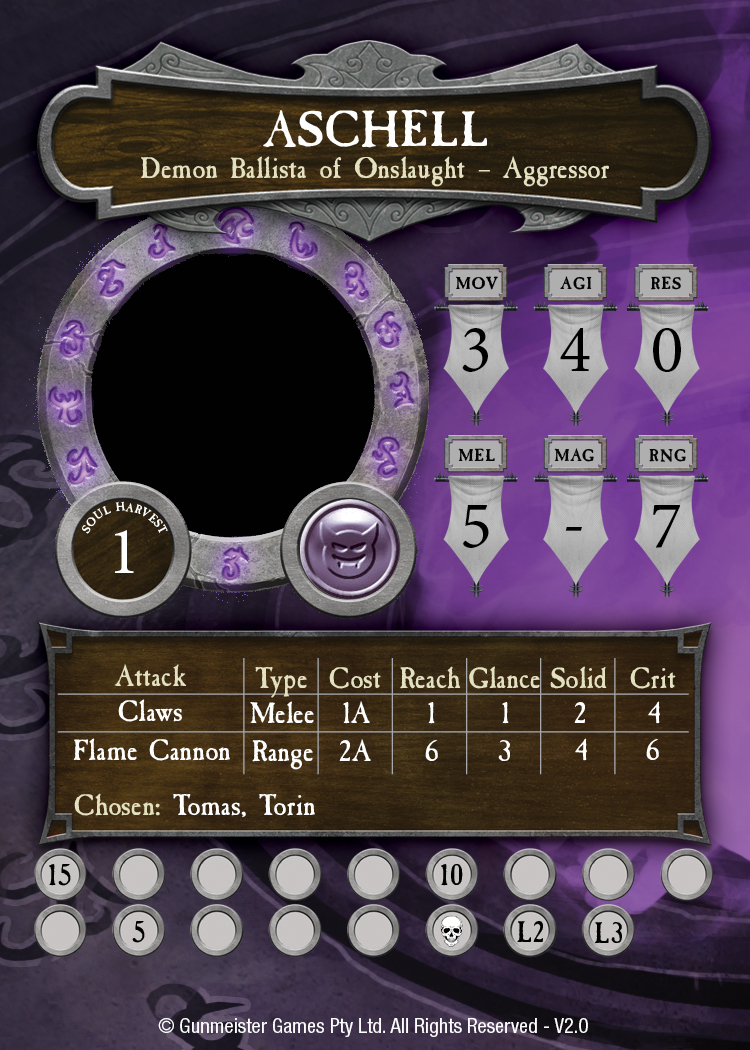 ASCHELL
Demon Ballista of Onslaught – Aggressor
MOV AGI RES
3 4 0
MEL MAG RNG
5 - 7
SOUL HARVEST
1
Attack Type Cost Reach Glance Solid Crit
Claws Melee 1A 1 1 2 4
Flame Cannon Range 2A 6 3 4 6
Chosen: Tomas, Torin
15 10
5 L2 L3
© Gunmeister Games Pty Ltd. All Rights Reserved - V2.0